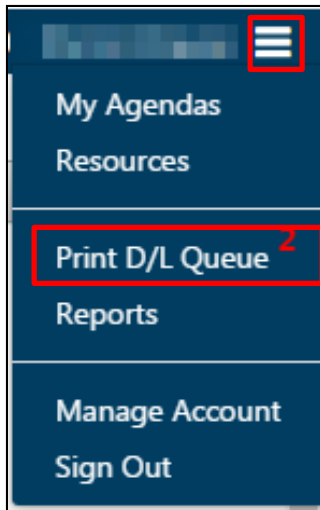 My Agendas
Resources
Print D/L Queue 2
Reports
Manage Account
Sign Out